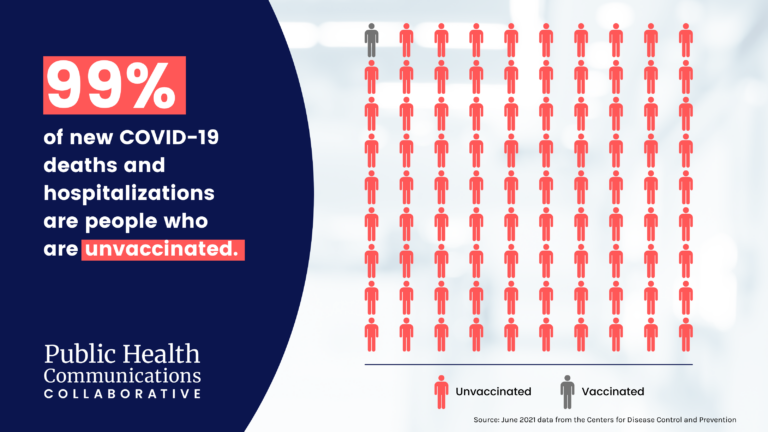 99%
of new COVID-19
deaths and
hospitalizations
are people who
are unvaccinated.
Public Health
Communications
COLLABORATIVE
Unvaccinated
Vaccinated
Source: June 2021 data from the Centers for Disease Control and Prevention